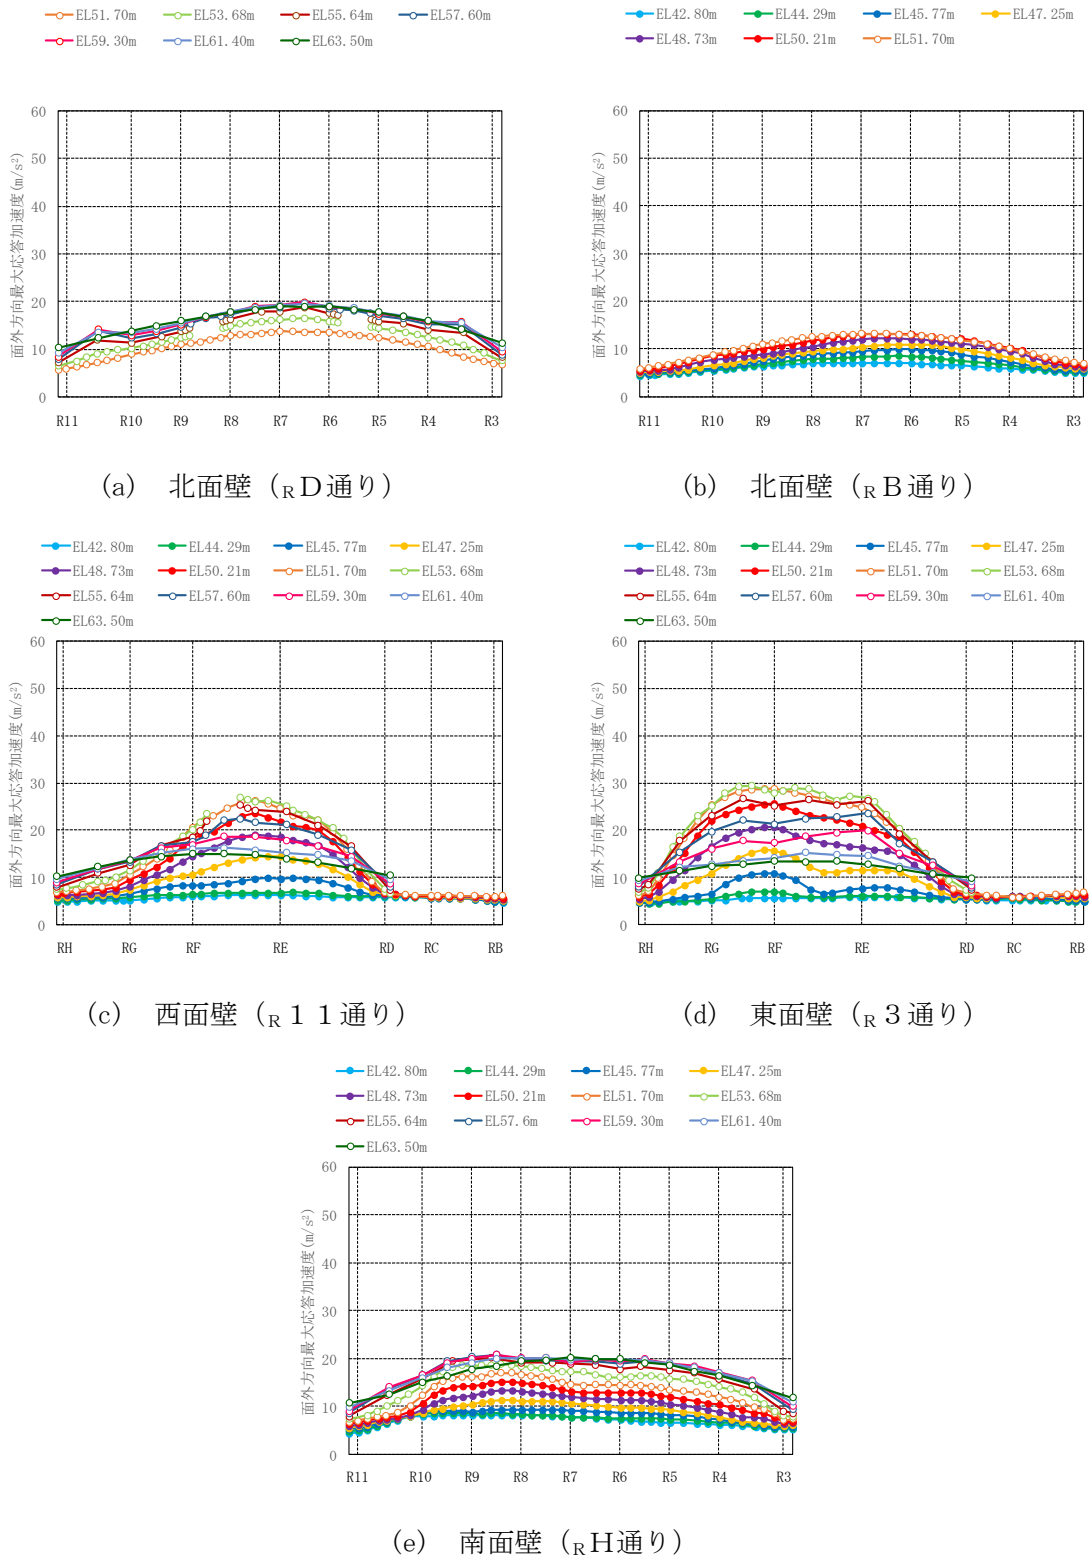 EL51.70m EL53.68m EL55.64m EL57.60m
EL59.30m EL61.40m EL63.50m
面外方向最大応答加速度(m/s²)
60
50
40
30
20
10
0
R11 R10 R9 R8 R7 R6 R5 R4 R3
(a) 北面壁（RD通り）
EL42.80m EL44.29m EL45.77m EL47.25m
EL48.73m EL50.21m EL51.70m
面外方向最大応答加速度(m/s²)
60
50
40
30
20
10
0
R11 R10 R9 R8 R7 R6 R5 R4 R3
(b) 北面壁（RB通り）
EL42.80m EL44.29m EL45.77m EL47.25m
EL48.73m EL50.21m EL51.70m EL53.68m
EL55.64m EL57.60m EL59.30m EL61.40m
EL63.50m
面外方向最大応答加速度(m/s²)
60
50
40
30
20
10
0
RH RG RF RE RD RC RB
(c) 西面壁（R１１通り）
EL42.80m EL44.29m EL45.77m EL47.25m
EL48.73m EL50.21m EL51.70m EL53.68m
EL55.64m EL57.60m EL59.30m EL61.40m
EL63.50m
面外方向最大応答加速度(m/s²)
60
50
40
30
20
10
0
RH RG RF RE RD RC RB
(d) 東面壁（R３通り）
EL42.80m EL44.29m EL45.77m EL47.25m
EL48.73m EL50.21m EL51.70m EL53.68m
EL55.64m EL57.6m EL59.30m EL61.40m
EL63.50m
面外方向最大応答加速度(m/s²)
60
50
40
30
20
10
0
R11 R10 R9 R8 R7 R6 R5 R4 R3
(e) 南面壁（RH通り）